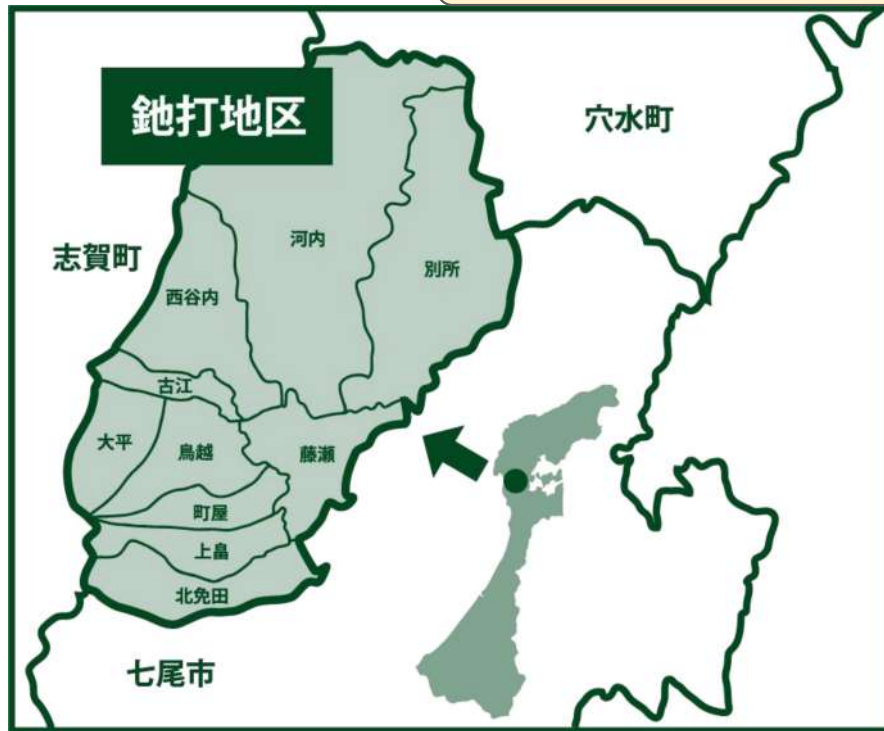 釶打地区
穴水町
志賀町
河内
別所
西谷内
古江
大平
鳥越
藤瀬
町屋
上畠
北免田
七尾市